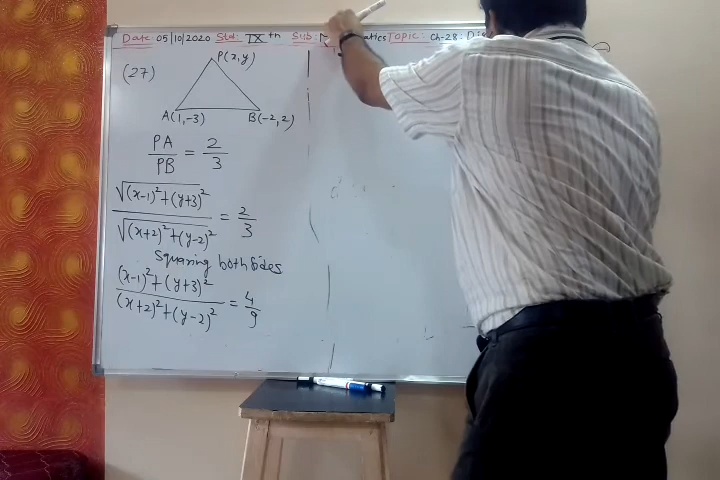 Date: 05/10/2020 Std: IX th Sub: Topic: Ch-28:
(27)
P(x,y)
A(1,-3) B(-2,2)
PA/PB = 2/3
√(x-1)²+(y+3)² / √(x+2)²+(y-2)² = 2/3
Squaring both sides
(x-1)²+(y+3)² / (x+2)²+(y-2)² = 4/9